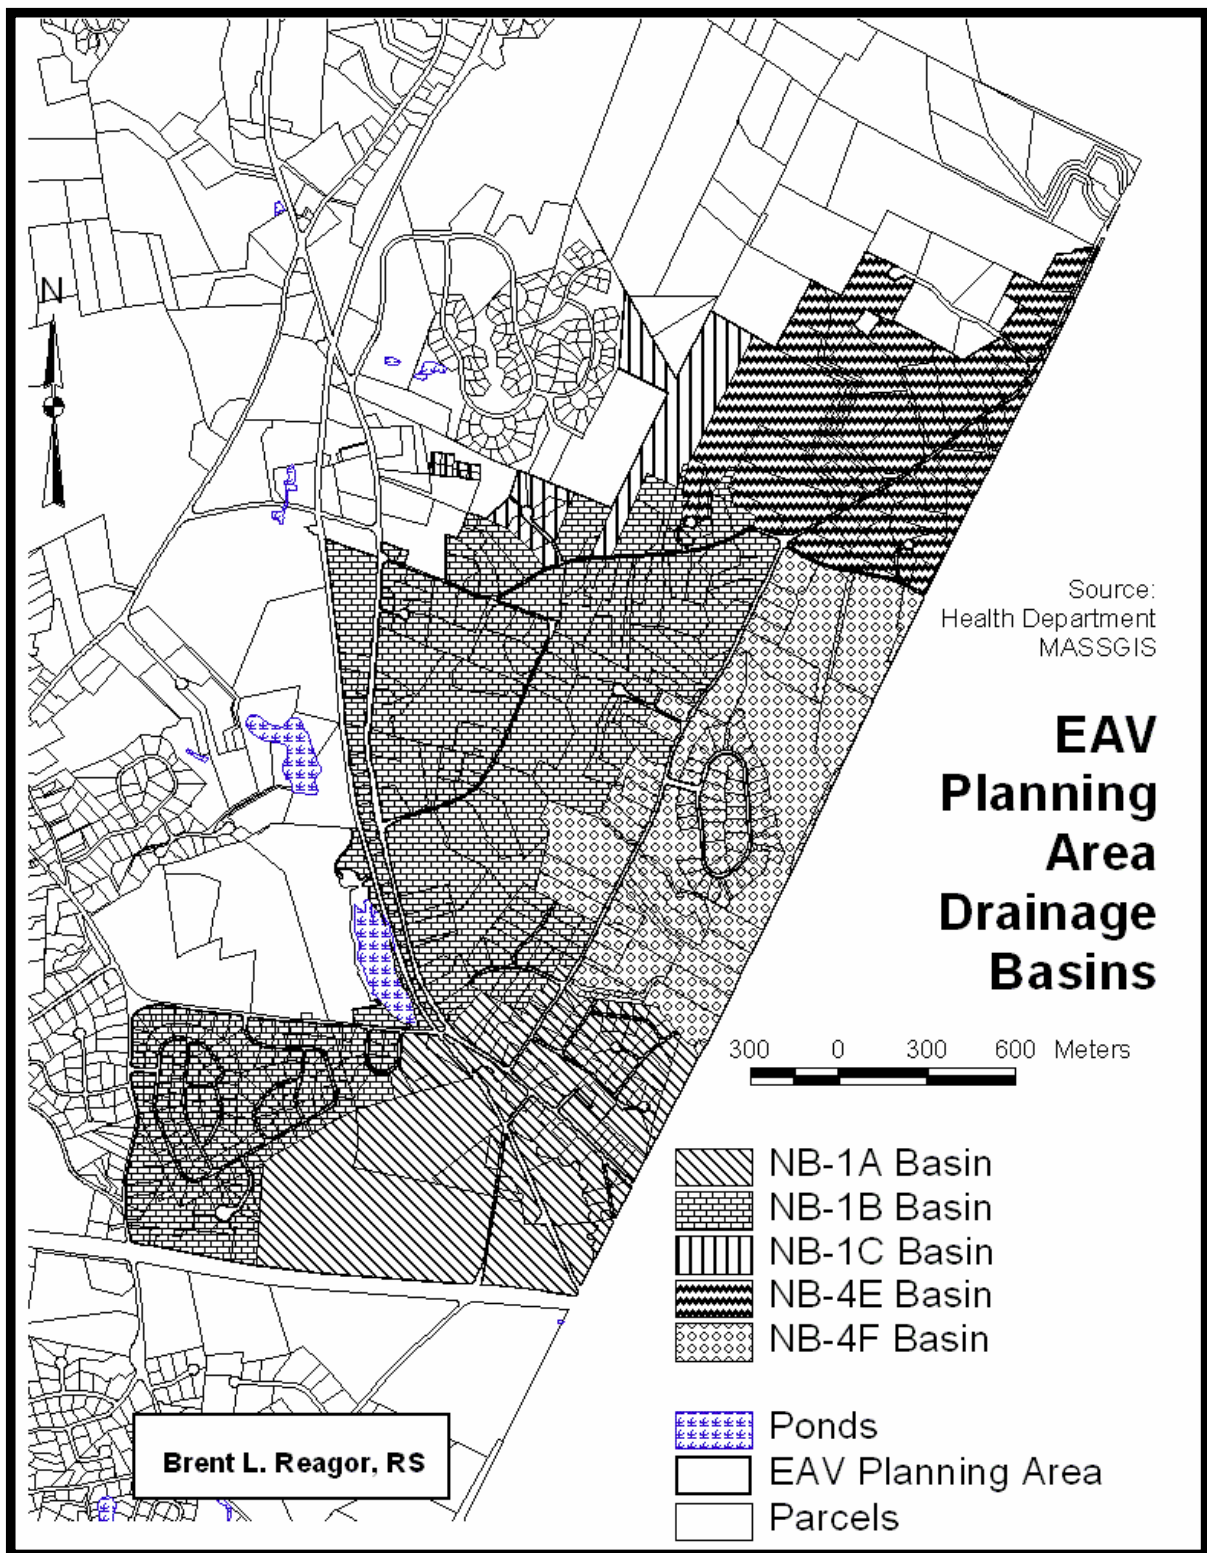 N
Source:
Health Department
MASSGIS
EAV
Planning
Area
Drainage
Basins
300 0 300 600 Meters
NB-1A Basin
NB-1B Basin
NB-1C Basin
NB-4E Basin
NB-4F Basin
Ponds
EAV Planning Area
Parcels
Brent L. Reagor, RS